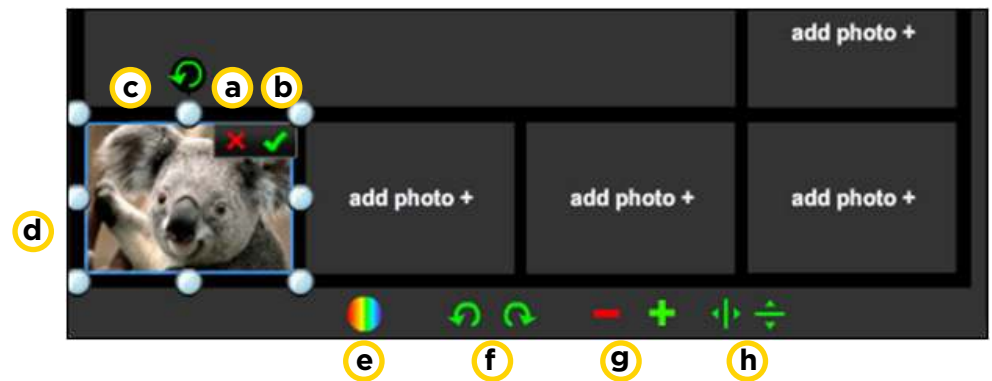 add photo +
c a b
add photo + add photo + add photo +
d
e f g h